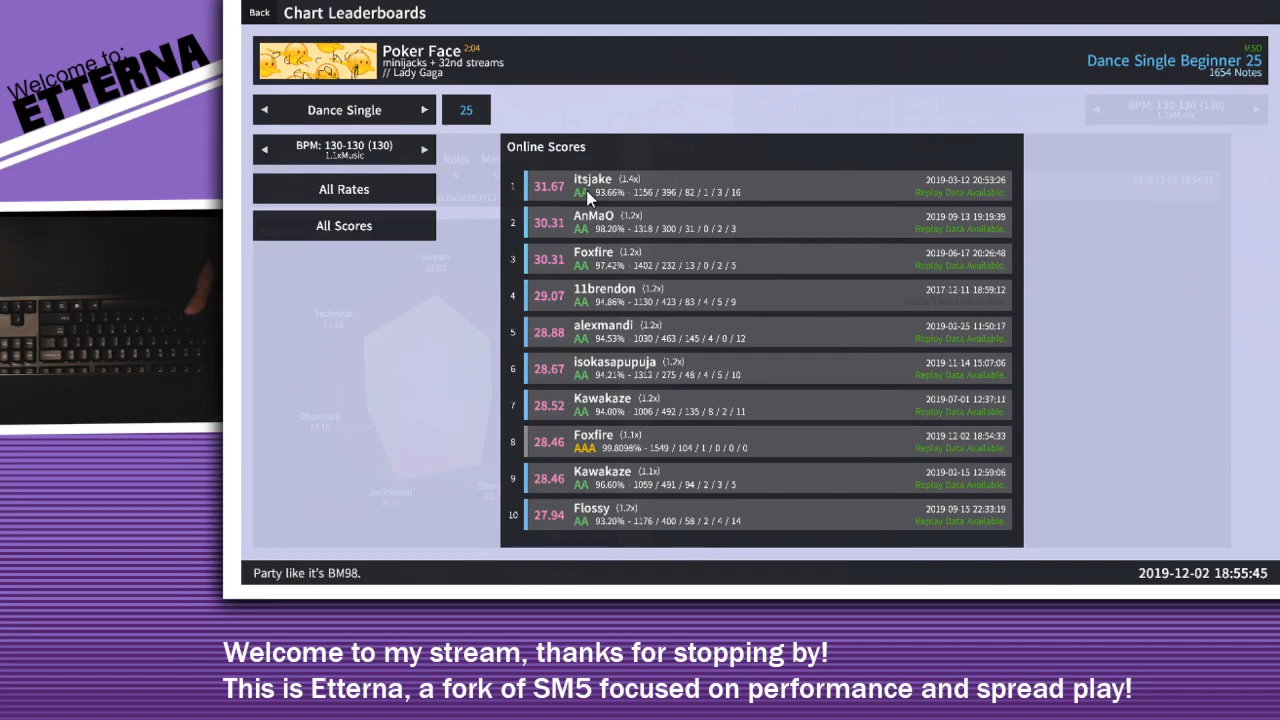 Welcome to:
ETTERNA
Back Chart Leaderboards
Poker Face 2:04
minijacks + 32nd streams
// Lady Gaga
MSD
Dance Single Beginner 25
1654 Notes
Dance Single
25
BPM: 130-130 (130)
1.1xMusic
All Rates
All Scores
BPM: 130-130 (130)
1.1xMusic
Rolls
Stream
23.02
Technical
Chordjack
JackSpeed
Online Scores
1 31.67 itsjake (1.4x) 2019-03-12 20:53:26
AA 93.66% - 1156 / 396 / 82 / 1 / 3 / 16 Replay Data Available.
2 30.31 AnMaO (1.2x) 2019-09-13 19:19:39
AA 98.20% - 1318 / 300 / 31 / 0 / 2 / 3 Replay Data Available.
3 30.31 Foxfire (1.2x) 2019-06-17 20:26:48
AA 97.42% - 1402 / 232 / 13 / 0 / 2 / 5 Replay Data Available.
4 29.07 11brendon (1.2x) 2017-12-11 18:59:12
AA 94.86% - 1130 / 423 / 83 / 4 / 5 / 9
5 28.88 alexmandi (1.2x) 2019-02-25 11:50:17
AA 94.53% - 1030 / 463 / 145 / 4 / 0 / 12 Replay Data Available.
6 28.67 isokasapupuja (1.2x) 2019-11-14 15:07:06
AA 94.21% - 1312 / 275 / 48 / 4 / 5 / 10 Replay Data Available.
7 28.52 Kawakaze (1.2x) 2019-07-01 12:37:11
AA 94.00% - 1006 / 492 / 135 / 8 / 2 / 11 Replay Data Available.
8 28.46 Foxfire (1.1x) 2019-12-02 18:54:33
AAA 99.8098% - 1549 / 104 / 1 / 0 / 0 / 0 Replay Data Available.
9 28.46 Kawakaze (1.1x) 2019-02-15 12:59:06
AA 96.60% - 1059 / 491 / 94 / 2 / 3 / 5 Replay Data Available.
10 27.94 Flossy (1.2x) 2019-09-15 22:33:19
AA 93.20% - 1176 / 400 / 58 / 2 / 4 / 14 Replay Data Available.
Party like it's BM98. 2019-12-02 18:55:45
Welcome to my stream, thanks for stopping by!
This is Etterna, a fork of SM5 focused on performance and spread play!